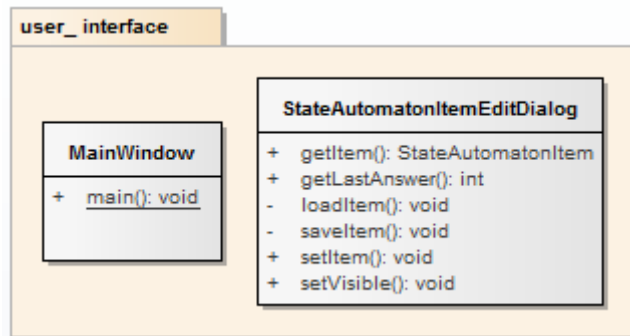 user_ interface
MainWindow
+ main(): void
StateAutomatonItemEditDialog
+ getItem(): StateAutomatonItem
+ getLastAnswer(): int
- loadItem(): void
- saveItem(): void
+ setItem(): void
+ setVisible(): void